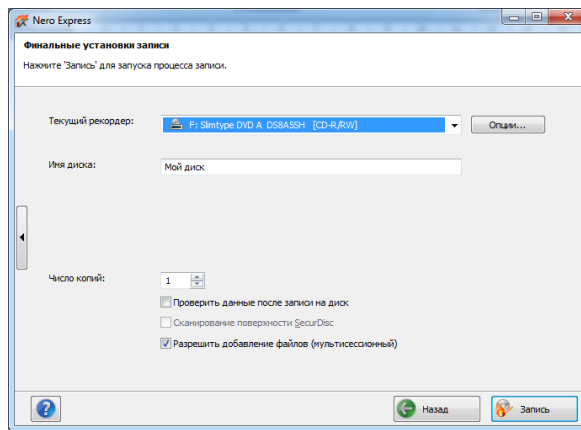 Nero Express
Финальные установки записи
Нажмите 'Запись' для запуска процесса записи.
Текущий рекордер:
F: Slimtype DVD A DS8A5SH [CD-R/RW]
Опции...
Имя диска:
Мой диск
Число копий:
1
Проверить данные после записи на диск
Сканирование поверхности SecurDisc
Разрешить добавление файлов (мультисессионный)
Назад
Запись